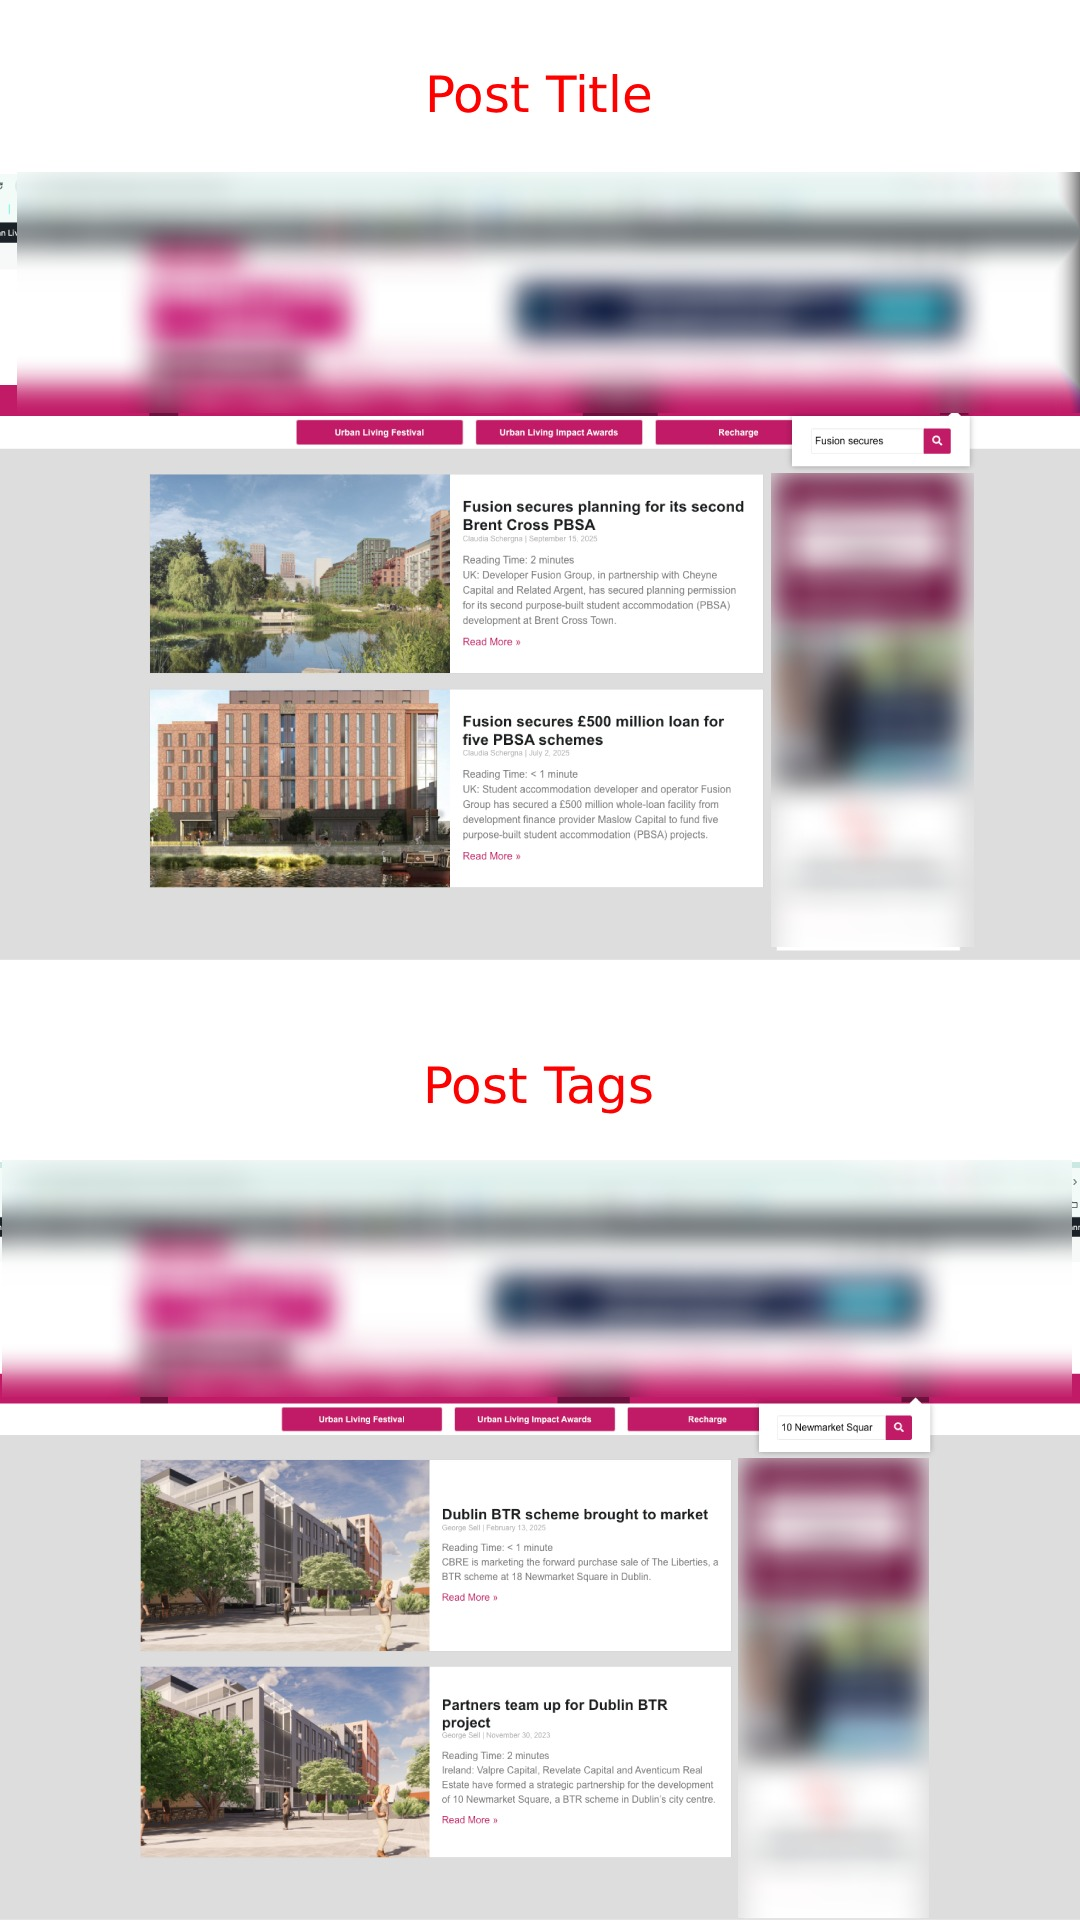 Post Title
Urban Living Festival
Urban Living Impact Awards
Recharge
Fusion secures
Fusion secures planning for its second
Brent Cross PBSA
Claudia Schergna | September 15, 2025
Reading Time: 2 minutes
UK: Developer Fusion Group, in partnership with Cheyne
Capital and Related Argent, has secured planning permission
for its second purpose-built student accommodation (PBSA)
development at Brent Cross Town.
Read More »
Fusion secures £500 million loan for
five PBSA schemes
Claudia Schergna | July 2, 2025
Reading Time: < 1 minute
UK: Student accommodation developer and operator Fusion
Group has secured a £500 million whole-loan facility from
development finance provider Maslow Capital to fund five
purpose-built student accommodation (PBSA) projects.
Read More »
Post Tags
Urban Living Festival
Urban Living Impact Awards
Recharge
10 Newmarket Squar
Dublin BTR scheme brought to market
George Sell | February 13, 2025
Reading Time: < 1 minute
CBRE is marketing the forward purchase sale of The Liberties, a
BTR scheme at 18 Newmarket Square in Dublin.
Read More »
Partners team up for Dublin BTR
project
George Sell | November 30, 2023
Reading Time: 2 minutes
Ireland: Valpre Capital, Revelate Capital and Aventicum Real
Estate have formed a strategic partnership for the development
of 10 Newmarket Square, a BTR scheme in Dublin's city centre.
Read More »